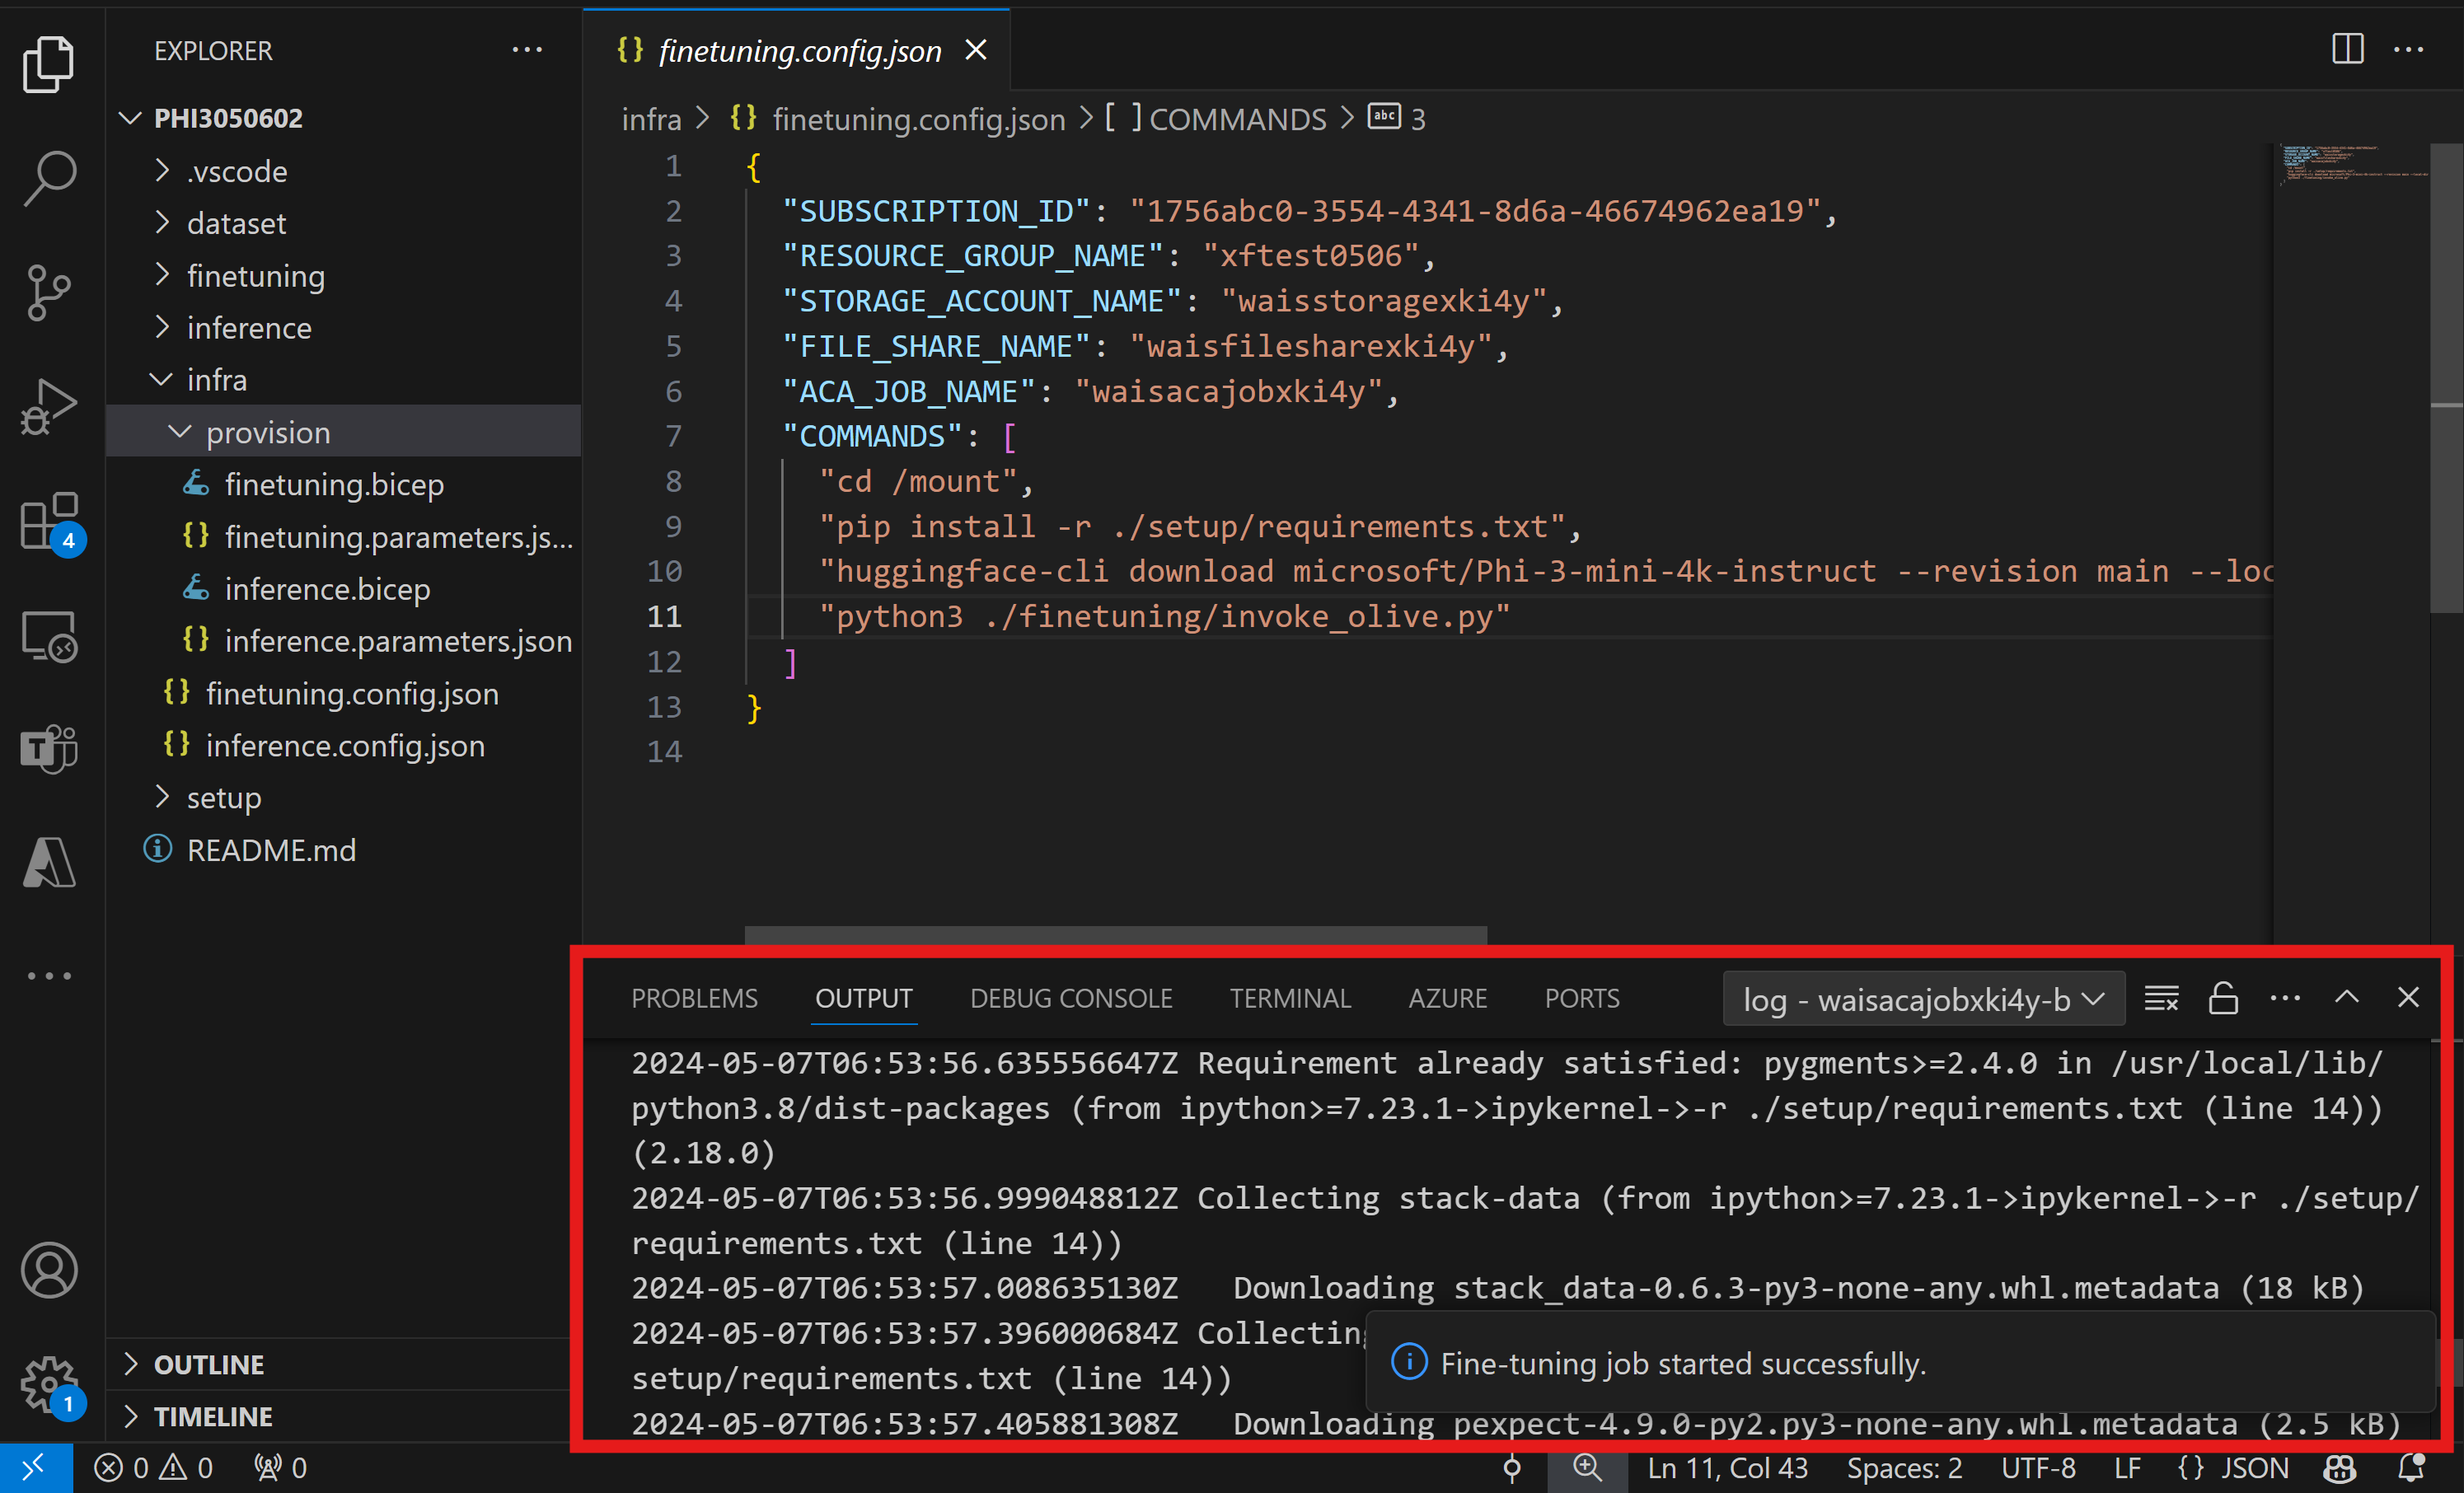 EXPLORER
PHI3050602
.vscode
dataset
finetuning
inference
infra
provision
finetuning.bicep
{} finetuning.parameters.js...
inference.bicep
{} inference.parameters.json
{} finetuning.config.json
{} inference.config.json
setup
README.md
OUTLINE
TIMELINE
4
T
1
{} finetuning.config.json
infra > {} finetuning.config.json > [ ] COMMANDS > abc 3
1 {
2 "SUBSCRIPTION_ID": "1756abc0-3554-4341-8d6a-46674962ea19",
3 "RESOURCE_GROUP_NAME": "xftest0506",
4 "STORAGE_ACCOUNT_NAME": "waisstoragexki4y",
5 "FILE_SHARE_NAME": "waisfilesharexki4y",
6 "ACA_JOB_NAME": "waisacajobxki4y",
7 "COMMANDS": [
8 "cd /mount",
9 "pip install -r ./setup/requirements.txt",
10 "huggingface-cli download microsoft/Phi-3-mini-4k-instruct --revision main --loc
11 "python3 ./finetuning/invoke_olive.py"
12 ]
13 }
14
PROBLEMS OUTPUT DEBUG CONSOLE TERMINAL AZURE PORTS log - waisacajobxki4y-b
2024-05-07T06:53:56.635556647Z Requirement already satisfied: pygments>=2.4.0 in /usr/local/lib/
python3.8/dist-packages (from ipython>=7.23.1->ipykernel->-r ./setup/requirements.txt (line 14))
(2.18.0)
2024-05-07T06:53:56.999048812Z Collecting stack-data (from ipython>=7.23.1->ipykernel->-r ./setup/
requirements.txt (line 14))
2024-05-07T06:53:57.008635130Z Downloading stack_data-0.6.3-py3-none-any.whl.metadata (18 kB)
2024-05-07T06:53:57.396000684Z Collecting
setup/requirements.txt (line 14))
Fine-tuning job started successfully.
2024-05-07T06:53:57.405881308Z Downloading pexpect-4.9.0-py2.py3-none-any.whl.metadata (2.5 kB)
0 0 0 Ln 11, Col 43 Spaces: 2 UTF-8 LF {} JSON